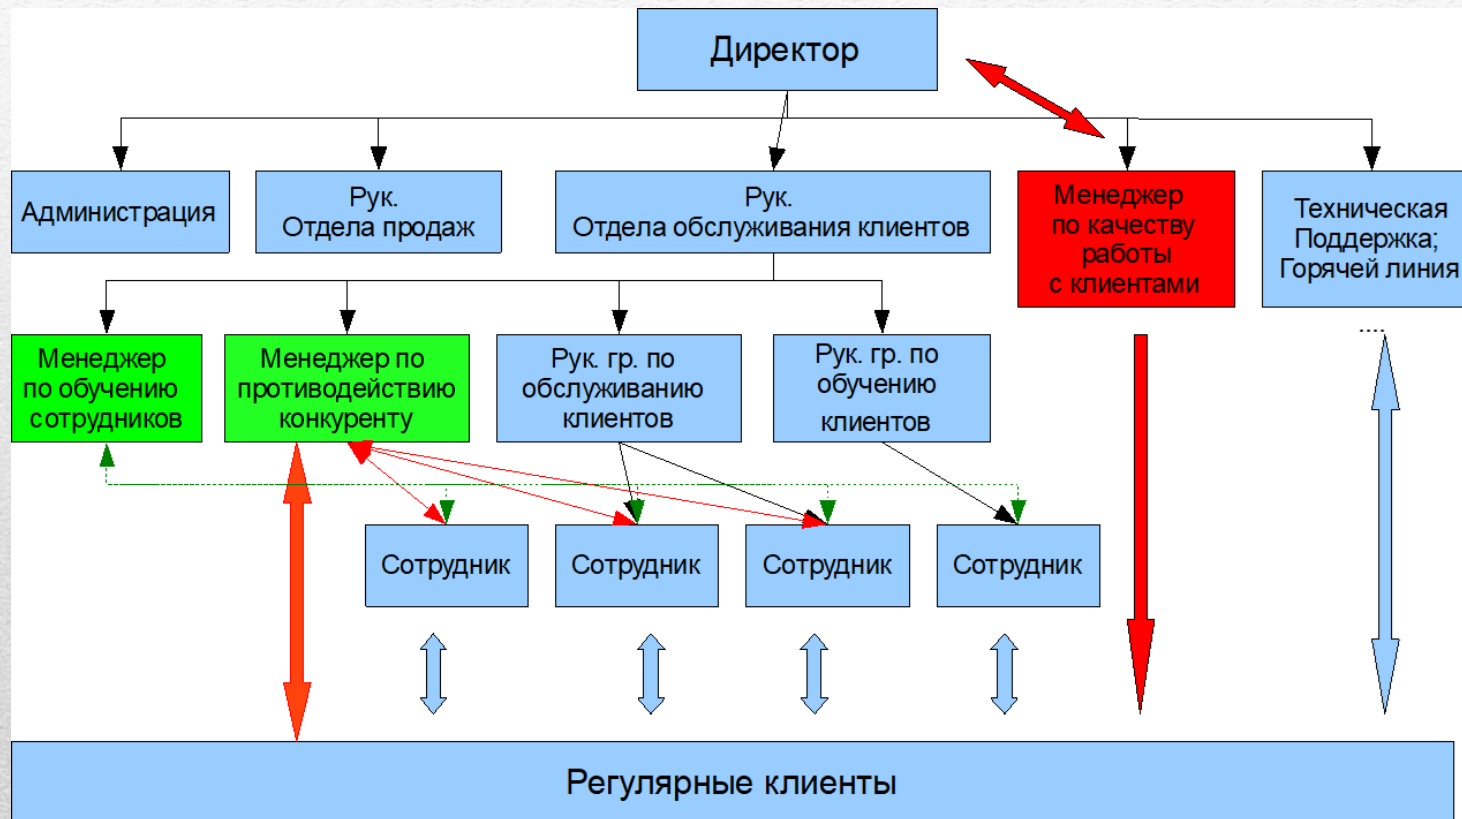 Директор
Администрация
Рук.
Отдела продаж
Рук.
Отдела обслуживания клиентов
Менеджер
по качеству
работы
с клиентами
Техническая
Поддержка;
Горячей линия
....
Менеджер
по обучению
сотрудников
Менеджер по
противодействию
конкуренту
Рук. гр. по
обслуживанию
клиентов
Рук. гр. по
обучению
клиентов
Сотрудник
Сотрудник
Сотрудник
Сотрудник
Регулярные клиенты